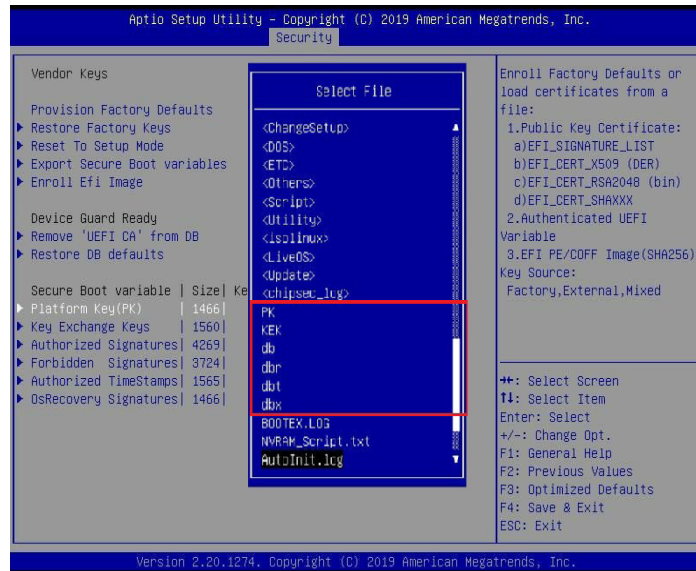 Aptio Setup Utility - Copyright (C) 2019 American Megatrends, Inc.
Security
Vendor Keys
Provision Factory Defaults
Restore Factory Keys
Reset To Setup Mode
Export Secure Boot variables
Enroll Efi Image
Device Guard Ready
Remove 'UEFI CA' from DB
Restore DB defaults
Secure Boot variable | Size| Ke
Platform Key(PK) | 1466|
Key Exchange Keys | 1560|
Authorized Signatures| 4269|
Forbidden Signatures| 3724|
Authorized TimeStamps| 1565|
OsRecovery Signatures| 1466|
Select File
<ChangeSetup>
<DOS>
<ETC>
<Others>
<Script>
<Utility>
<isolinux>
<LiveOS>
<Update>
<chipsec_log>
PK
KEK
db
dbr
dbt
dbx
BOOTEX.LOG
NVRAM_Script.txt
AutoInit.log
Enroll Factory Defaults or
load certificates from a
file:
1.Public Key Certificate:
a)EFI_SIGNATURE_LIST
b)EFI_CERT_X509 (DER)
c)EFI_CERT_RSA2048 (bin)
d)EFI_CERT_SHAXXX
2.Authenticated UEFI
Variable
3.EFI PE/COFF Image(SHA256)
Key Source:
Factory,External,Mixed
→←: Select Screen
↑↓: Select Item
Enter: Select
+/-: Change Opt.
F1: General Help
F2: Previous Values
F3: Optimized Defaults
F4: Save & Exit
ESC: Exit
Version 2.20.1274. Copyright (C) 2019 American Megatrends, Inc.